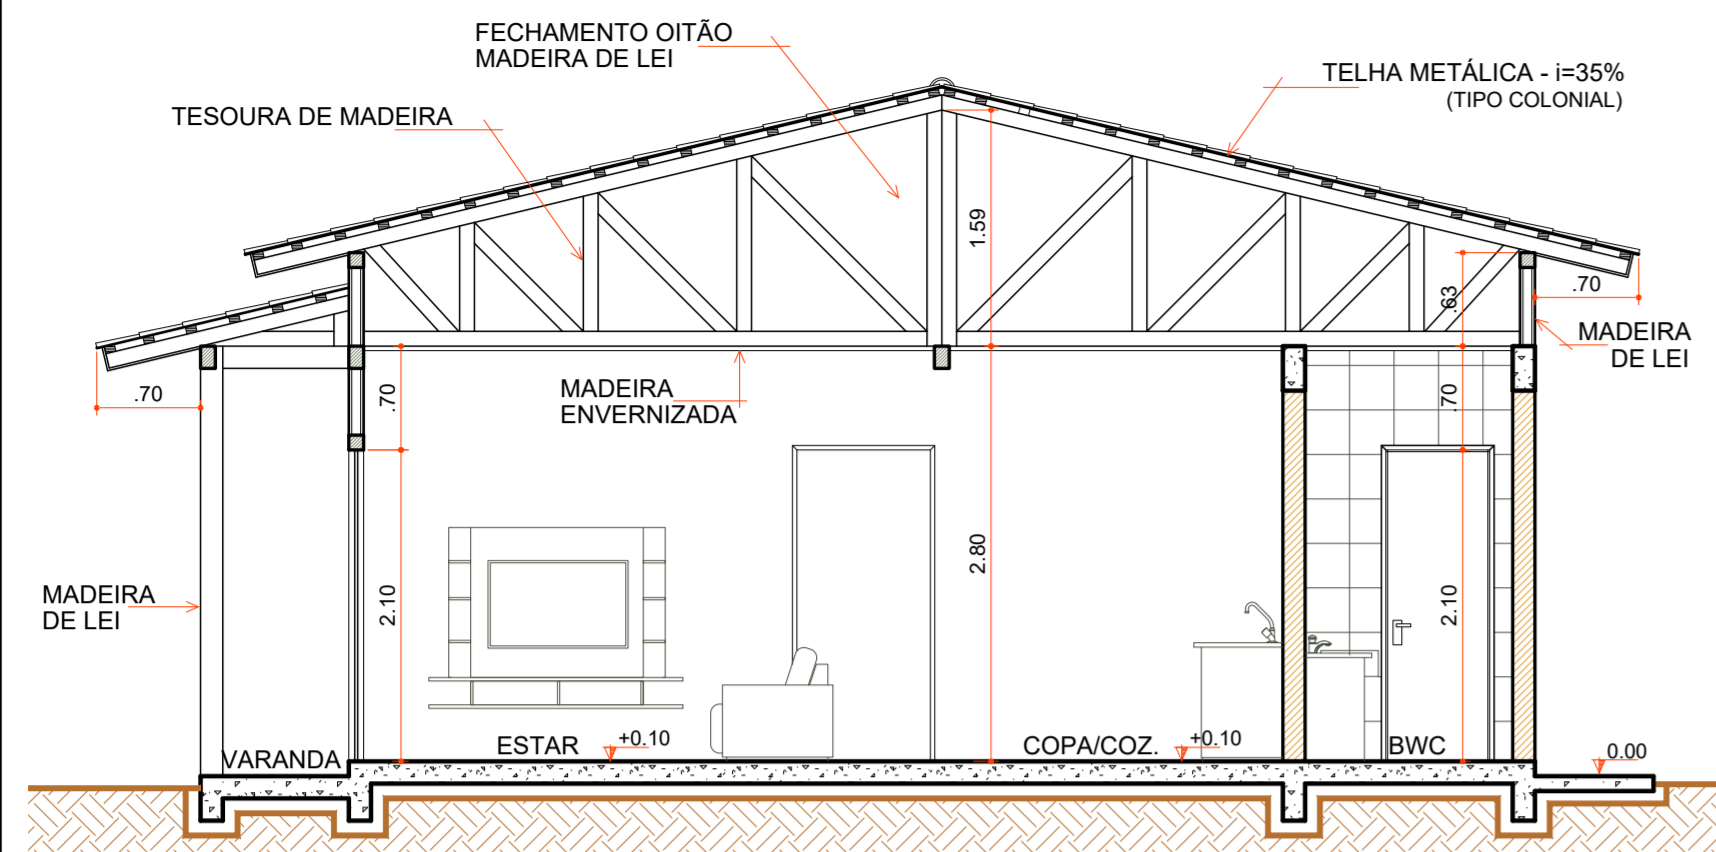 FECHAMENTO OITÃO
MADEIRA DE LEI
TELHA METÁLICA - i=35%
(TIPO COLONIAL)
TESOURA DE MADEIRA
1.59
.63
.70
MADEIRA
DE LEI
.70
.70
MADEIRA
ENVERNIZADA
.70
2.80
2.10
2.10
MADEIRA
DE LEI
VARANDA
ESTAR
+0.10
COPA/COZ.
+0.10
BWC
0.00